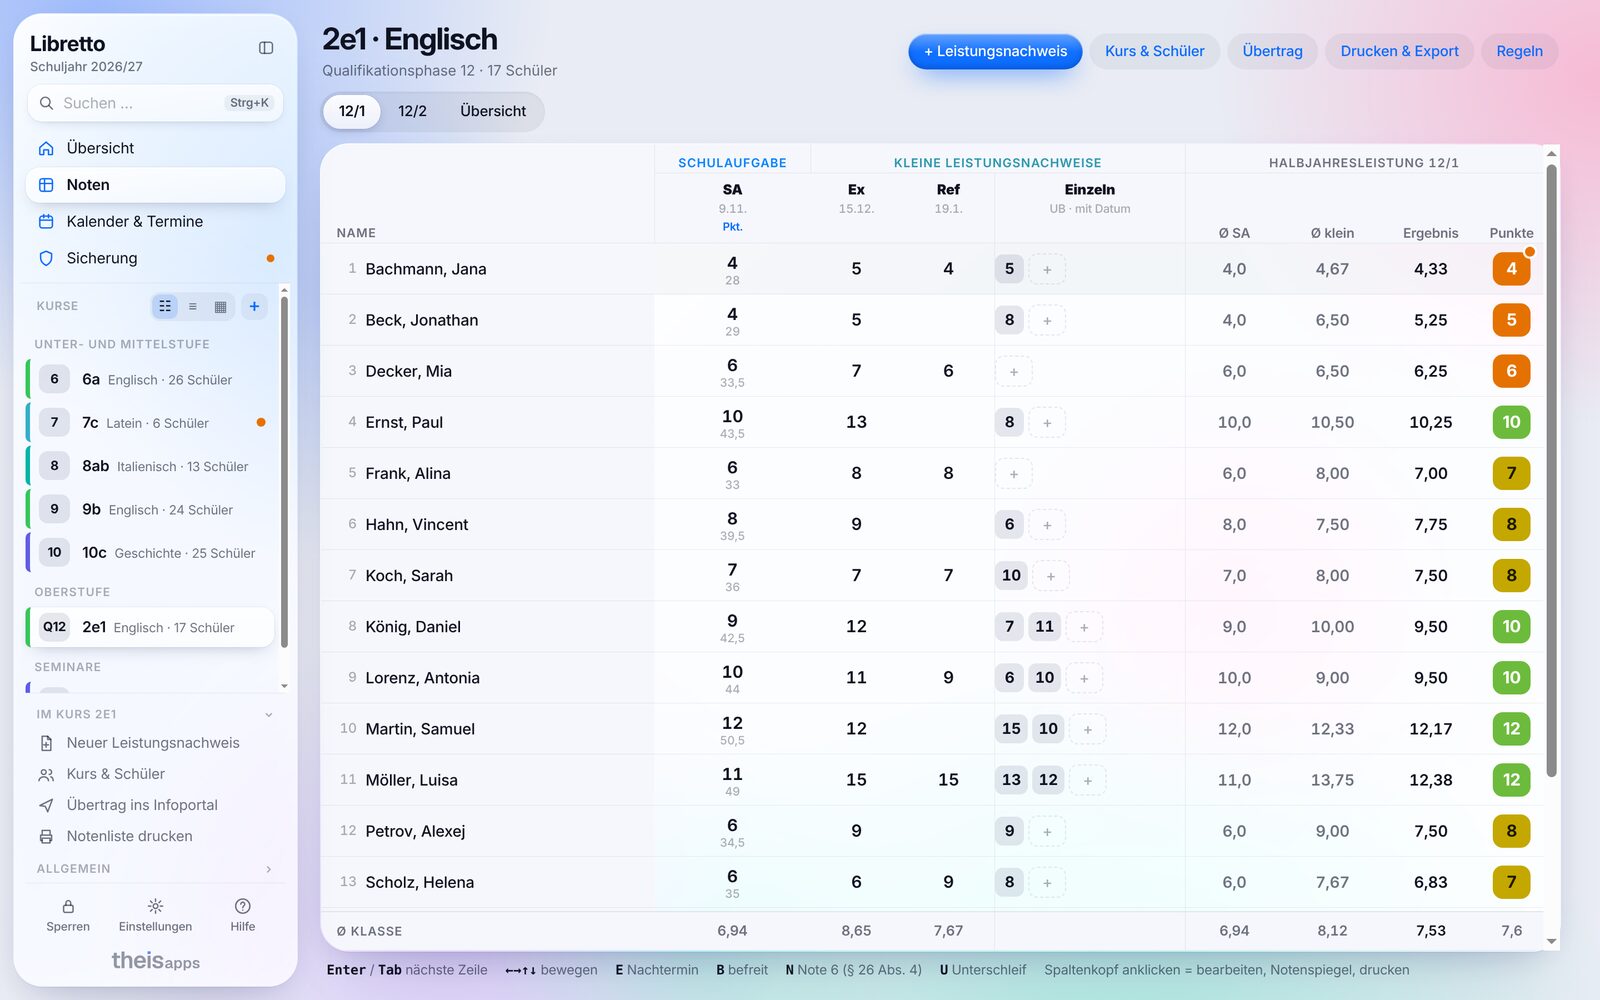 Libretto
Schuljahr 2026/27
Suchen ... Strg+K
Übersicht
Noten
Kalender & Termine
Sicherung
KURSE
UNTER- UND MITTELSTUFE
6 6a Englisch · 26 Schüler
7 7c Latein · 6 Schüler
8 8ab Italienisch · 13 Schüler
9 9b Englisch · 24 Schüler
10 10c Geschichte · 25 Schüler
OBERSTUFE
Q12 2e1 Englisch · 17 Schüler
SEMINARE
IM KURS 2E1
Neuer Leistungsnachweis
Kurs & Schüler
Übertrag ins Infoportal
Notenliste drucken
ALLGEMEIN
Sperren Einstellungen Hilfe
theisapps
2e1 · Englisch
Qualifikationsphase 12 · 17 Schüler
+ Leistungsnachweis Kurs & Schüler Übertrag Drucken & Export Regeln
12/1 12/2 Übersicht
SCHULAUFGABE KLEINE LEISTUNGSNACHWEISE HALBJAHRESLEISTUNG 12/1
SA Ex Ref Einzeln
9.11. 15.12. 19.1. UB · mit Datum
Pkt.
NAME Ø SA Ø klein Ergebnis Punkte
1 Bachmann, Jana 4 5 4 5 + 4,0 4,67 4,33 4
28
2 Beck, Jonathan 4 5 8 + 4,0 6,50 5,25 5
29
3 Decker, Mia 6 7 6 + 6,0 6,50 6,25 6
33,5
4 Ernst, Paul 10 13 8 + 10,0 10,50 10,25 10
43,5
5 Frank, Alina 6 8 8 + 6,0 8,00 7,00 7
33
6 Hahn, Vincent 8 9 6 + 8,0 7,50 7,75 8
39,5
7 Koch, Sarah 7 7 7 10 + 7,0 8,00 7,50 8
36
8 König, Daniel 9 12 7 11 + 9,0 10,00 9,50 10
42,5
9 Lorenz, Antonia 10 11 9 6 10 + 10,0 9,00 9,50 10
44
10 Martin, Samuel 12 12 15 10 + 12,0 12,33 12,17 12
50,5
11 Möller, Luisa 11 15 15 13 12 + 11,0 13,75 12,38 12
49
12 Petrov, Alexej 6 9 9 + 6,0 9,00 7,50 8
34,5
13 Scholz, Helena 6 6 9 8 + 6,0 7,67 6,83 7
35
Ø KLASSE 6,94 8,65 7,67 6,94 8,12 7,53 7,6
Enter / Tab nächste Zeile ←→↑↓ bewegen E Nachtermin B befreit N Note 6 (§ 26 Abs. 4) U Unterschleif Spaltenkopf anklicken = bearbeiten, Notenspiegel, drucken